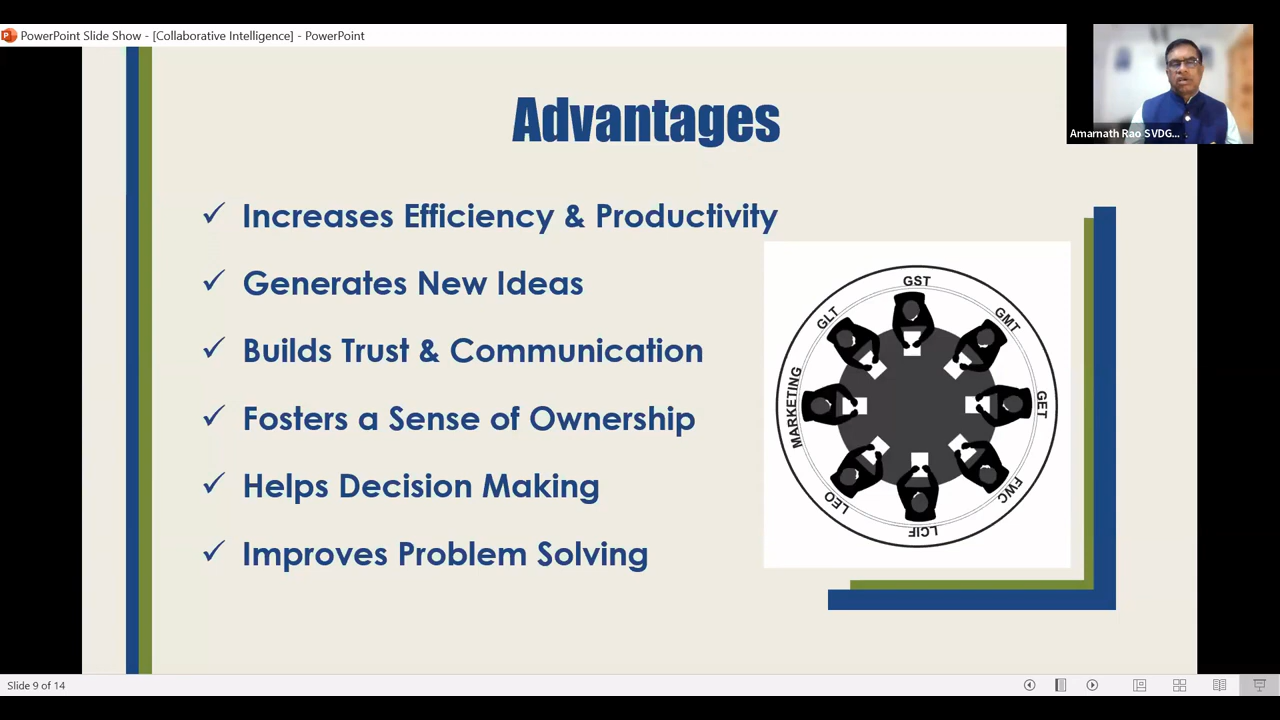 PowerPoint Slide Show - [Collaborative Intelligence] - PowerPoint
Amarnath Rao SVDG...
Advantages
✓ Increases Efficiency & Productivity
✓ Generates New Ideas
✓ Builds Trust & Communication
✓ Fosters a Sense of Ownership
✓ Helps Decision Making
✓ Improves Problem Solving
GST
GMT
GET
FWC
LCIF
LEO
MARKETING
GLT
Slide 9 of 14